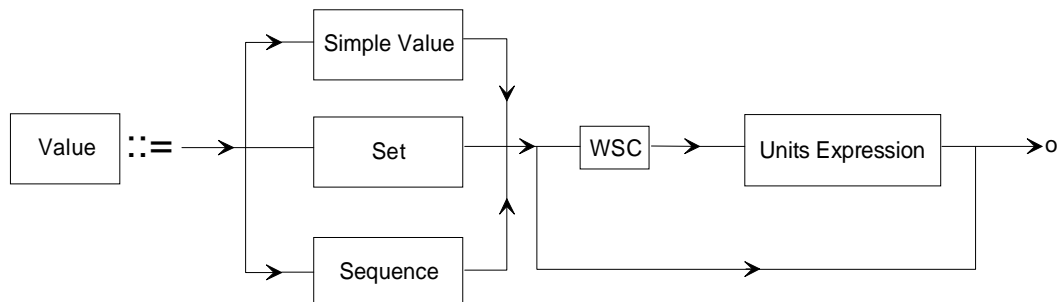 Simple Value
Value ::= Set WSC Units Expression o
Sequence